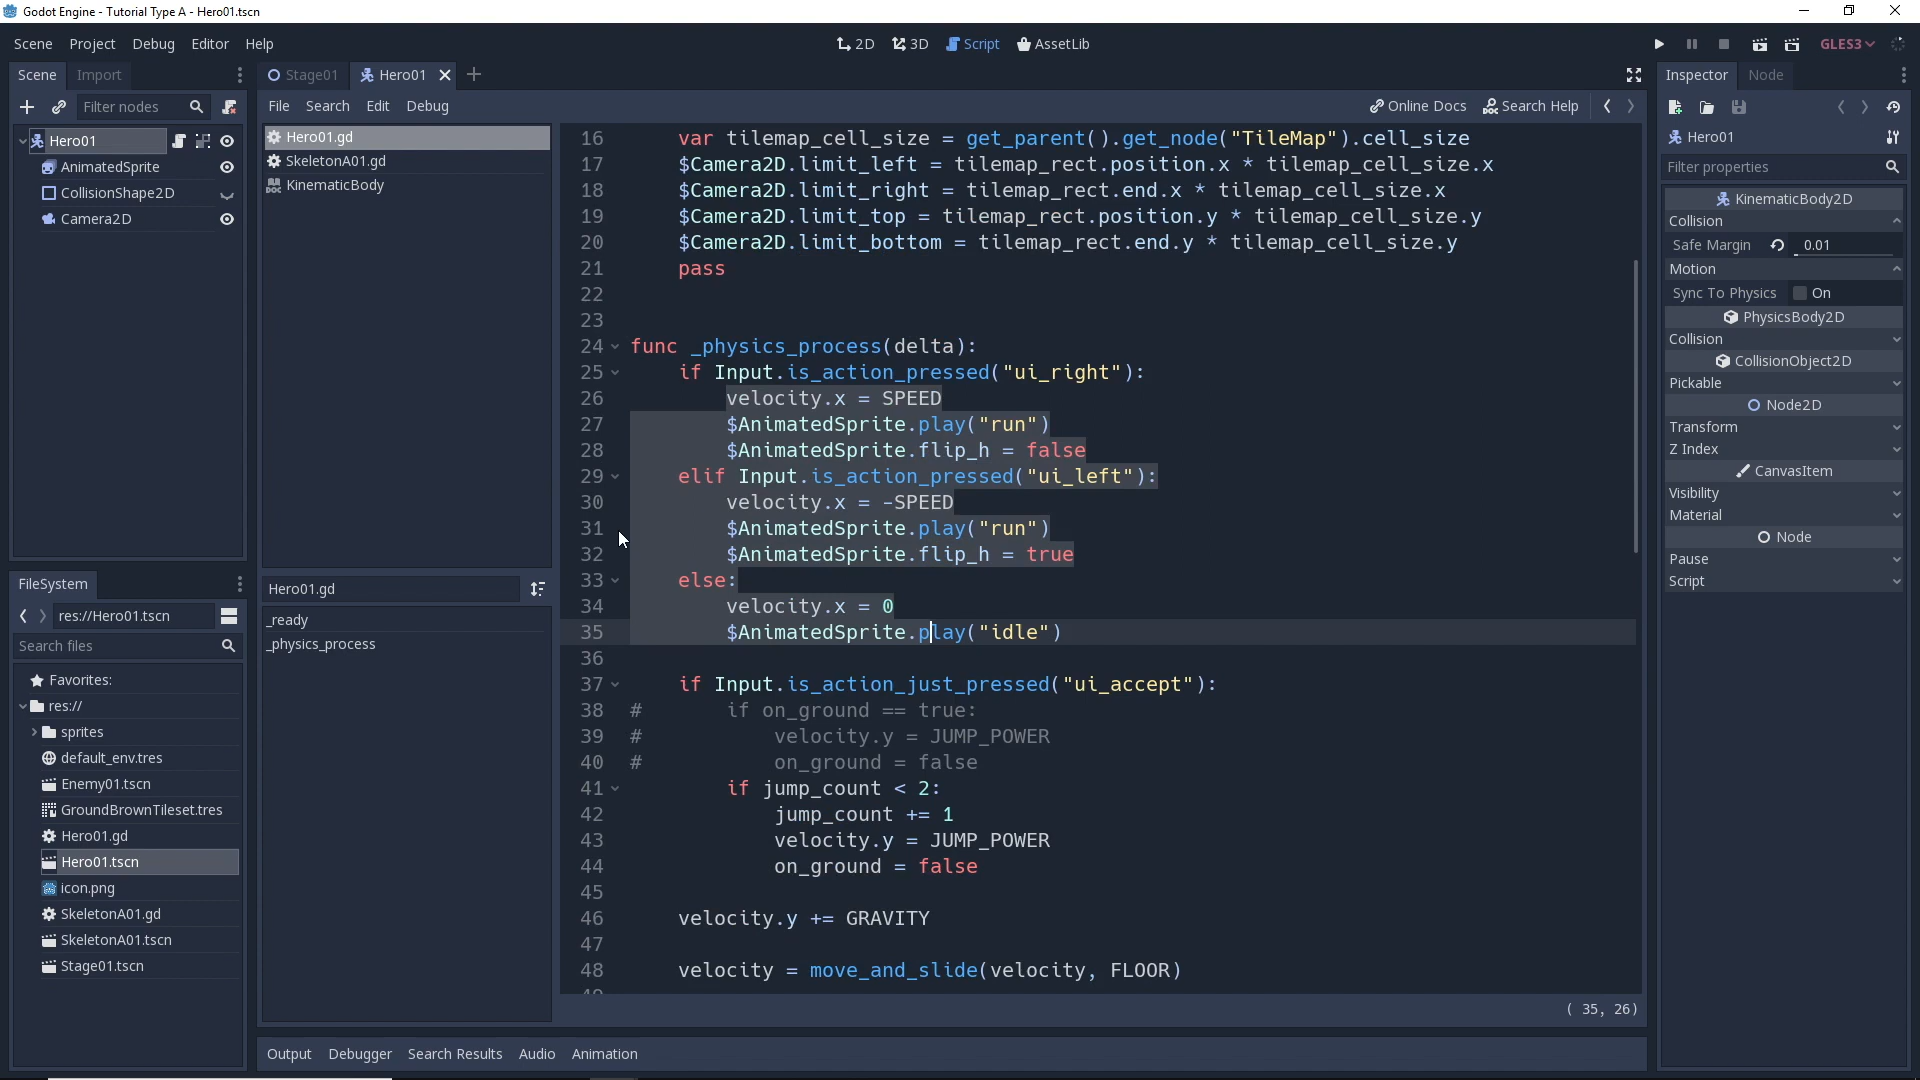 Godot Engine - Tutorial Type A - Hero01.tscn
Scene Project Debug Editor Help
2D 3D Script AssetLib
GLES3
Scene Import
Stage01 Hero01
Inspector Node
Filter nodes
File Search Edit Debug
Online Docs Search Help
Hero01
AnimatedSprite
CollisionShape2D
Camera2D
Hero01.gd
SkeletonA01.gd
KinematicBody
Hero01.gd
_ready
_physics_process
16 var tilemap_cell_size = get_parent().get_node("TileMap").cell_size
17 $Camera2D.limit_left = tilemap_rect.position.x * tilemap_cell_size.x
18 $Camera2D.limit_right = tilemap_rect.end.x * tilemap_cell_size.x
19 $Camera2D.limit_top = tilemap_rect.position.y * tilemap_cell_size.y
20 $Camera2D.limit_bottom = tilemap_rect.end.y * tilemap_cell_size.y
21 pass
22
23
24 func _physics_process(delta):
25 if Input.is_action_pressed("ui_right"):
26 velocity.x = SPEED
27 $AnimatedSprite.play("run")
28 $AnimatedSprite.flip_h = false
29 elif Input.is_action_pressed("ui_left"):
30 velocity.x = -SPEED
31 $AnimatedSprite.play("run")
32 $AnimatedSprite.flip_h = true
33 else:
34 velocity.x = 0
35 $AnimatedSprite.play("idle")
36
37 if Input.is_action_just_pressed("ui_accept"):
38 # if on_ground == true:
39 # velocity.y = JUMP_POWER
40 # on_ground = false
41 if jump_count < 2:
42 jump_count += 1
43 velocity.y = JUMP_POWER
44 on_ground = false
45
46 velocity.y += GRAVITY
47
48 velocity = move_and_slide(velocity, FLOOR)
( 35, 26)
Output Debugger Search Results Audio Animation
FileSystem
res://Hero01.tscn
Search files
Favorites:
res://
sprites
default_env.tres
Enemy01.tscn
GroundBrownTileset.tres
Hero01.gd
Hero01.tscn
icon.png
SkeletonA01.gd
SkeletonA01.tscn
Stage01.tscn
Hero01
Filter properties
KinematicBody2D
Collision
Safe Margin 0.01
Motion
Sync To Physics On
PhysicsBody2D
Collision
CollisionObject2D
Pickable
Node2D
Transform
Z Index
CanvasItem
Visibility
Material
Node
Pause
Script